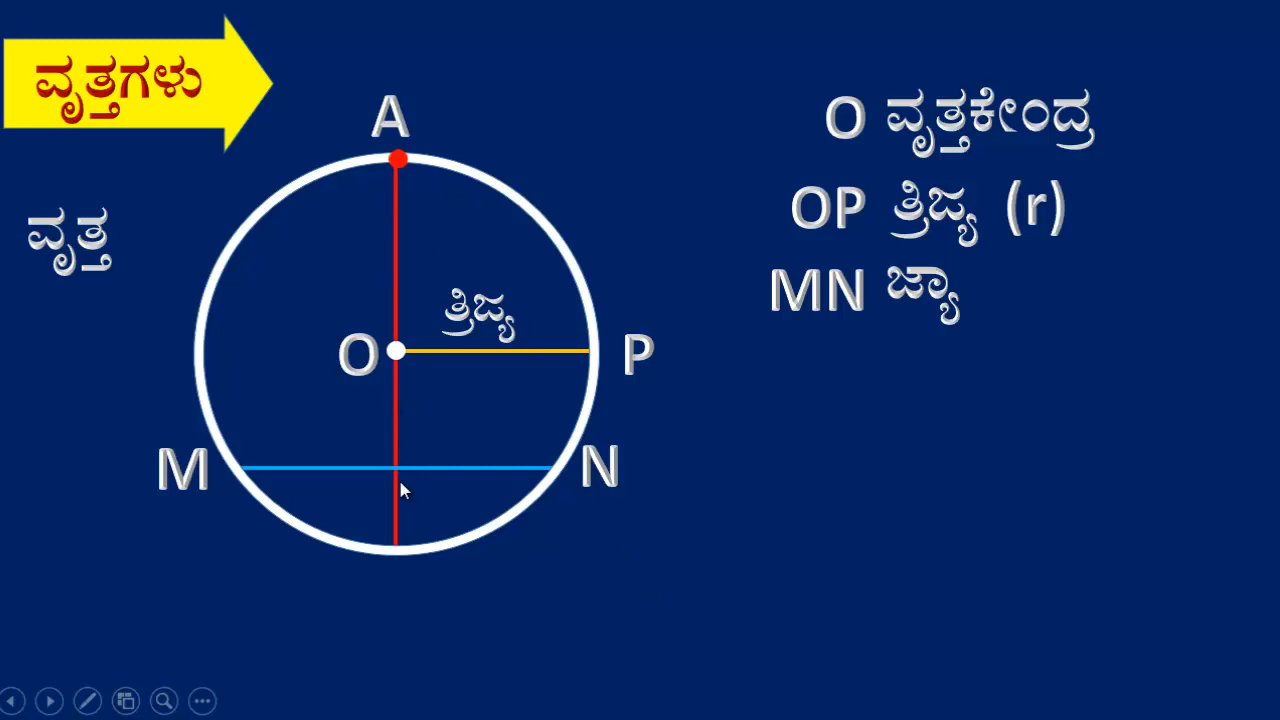 ವೃತ್ತಗಳು
A
O ವೃತ್ತಕೇಂದ್ರ
OP ತ್ರಿಜ್ಯ (r)
ವೃತ್ತ
MN ಜ್ಯಾ
ತ್ರಿಜ್ಯ
O
P
M
N